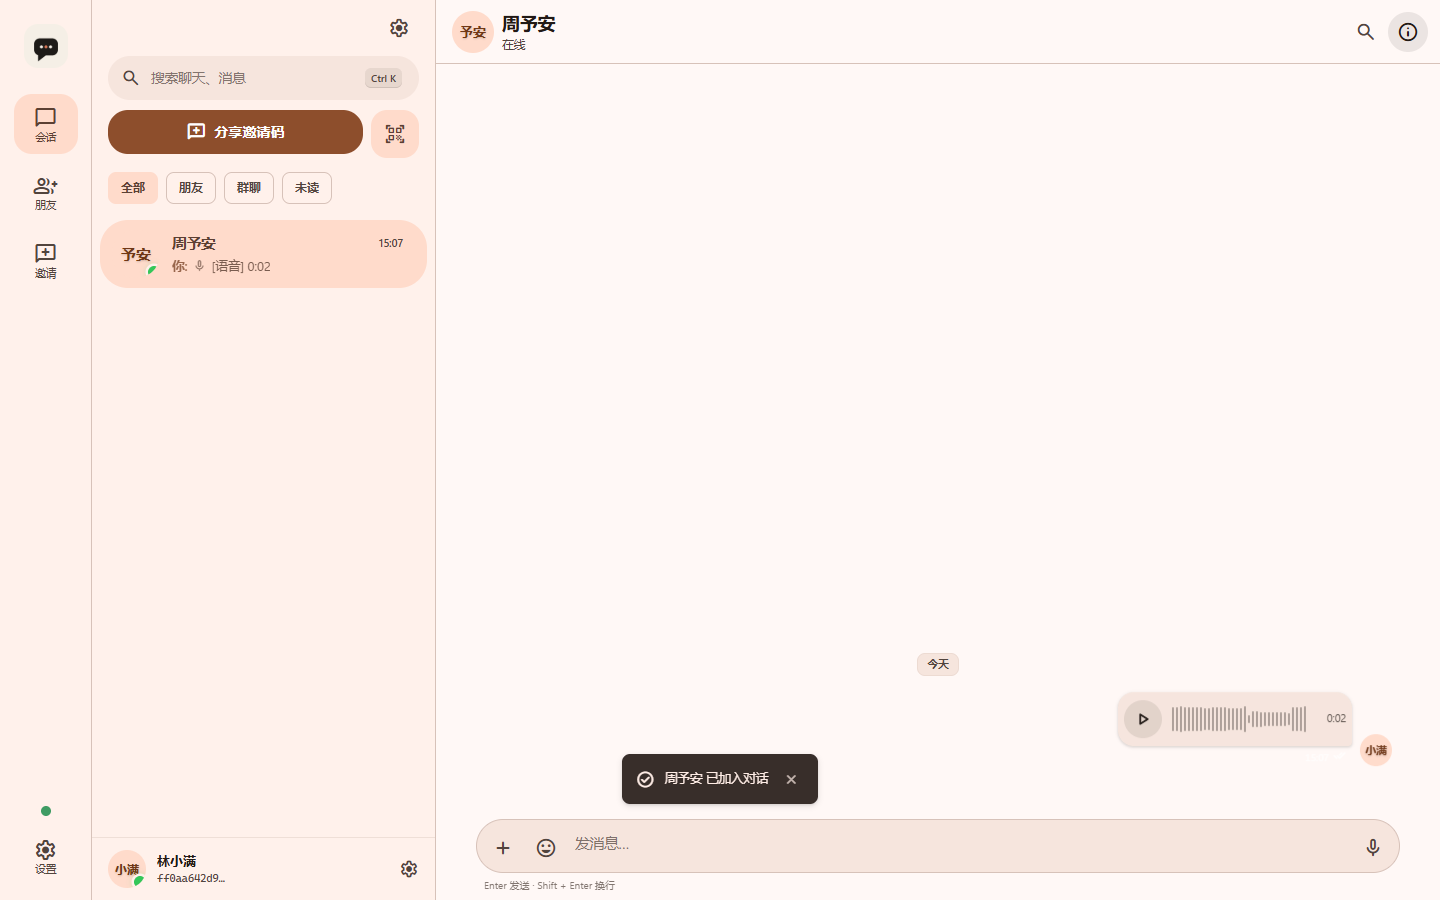 会话
朋友
邀请
设置
搜索聊天、消息
Ctrl K
分享邀请码
全部
朋友
群聊
未读
予安
周予安
15:07
你: [语音] 0:02
小满
林小满
ff0aa642d9…
予安
周予安
在线
今天
0:02
小满
周予安 已加入对话
发消息…
Enter 发送 · Shift + Enter 换行